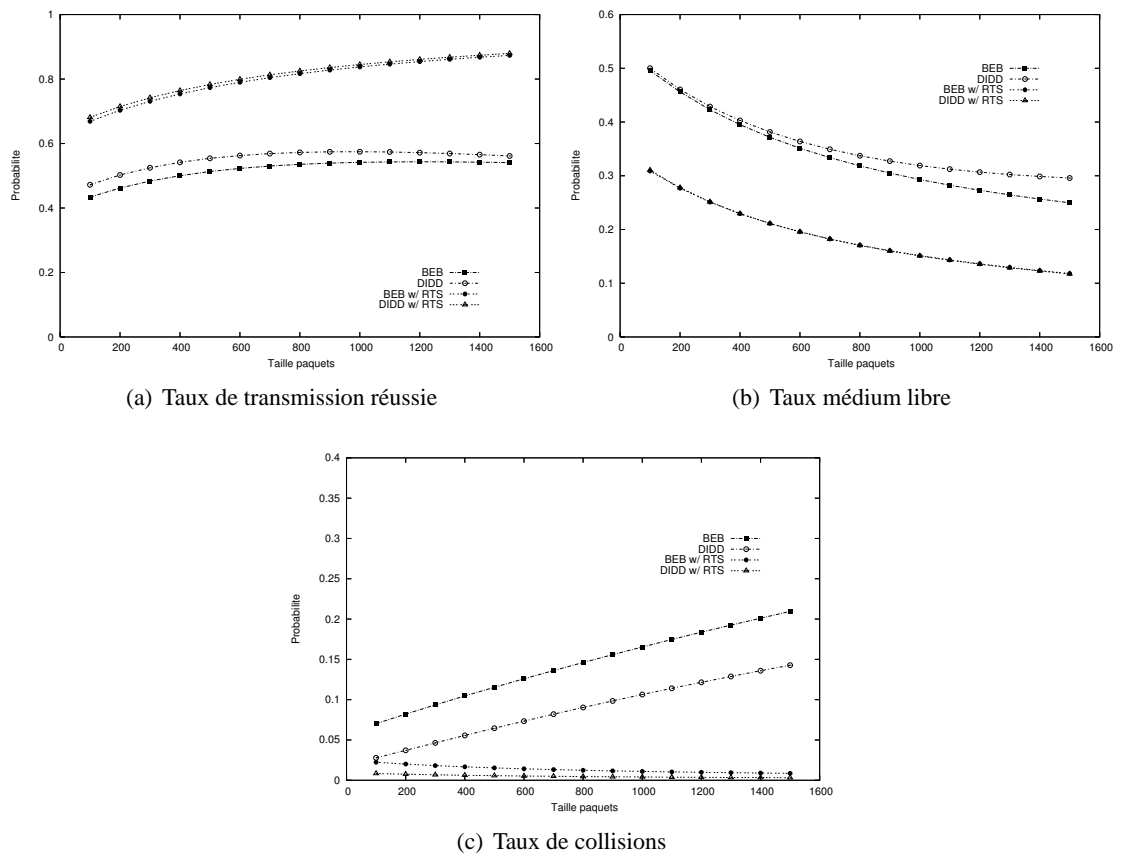 1
0.8
0.6
0.4
0.2
0
Probabilite
BEB
DIDD
BEB w/ RTS
DIDD w/ RTS
0 200 400 600 800 1000 1200 1400 1600
Taille paquets
(a) Taux de transmission réussie
0.6
0.5
0.4
0.3
0.2
0.1
0
Probabilite
BEB
DIDD
BEB w/ RTS
DIDD w/ RTS
0 200 400 600 800 1000 1200 1400 1600
Taille paquets
(b) Taux médium libre
0.4
0.35
0.3
0.25
0.2
0.15
0.1
0.05
0
Probabilite
BEB
DIDD
BEB w/ RTS
DIDD w/ RTS
0 200 400 600 800 1000 1200 1400 1600
Taille paquets
(c) Taux de collisions